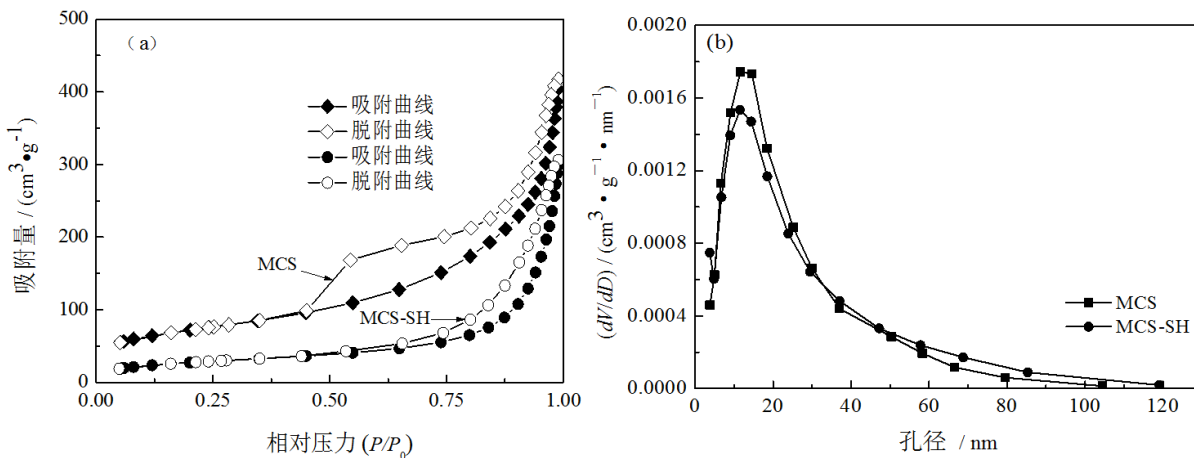 (a)
500
400
300
200
100
0
吸附量 / (cm³•g⁻¹)
吸附曲线
脱附曲线
吸附曲线
脱附曲线
MCS
MCS-SH
0.00 0.25 0.50 0.75 1.00
相对压力 (P/P₀)
(b)
0.0020
0.0016
0.0012
0.0008
0.0004
0.0000
(dV/dD) / (cm³•g⁻¹•nm⁻¹)
MCS
MCS-SH
0 20 40 60 80 100 120
孔径 / nm